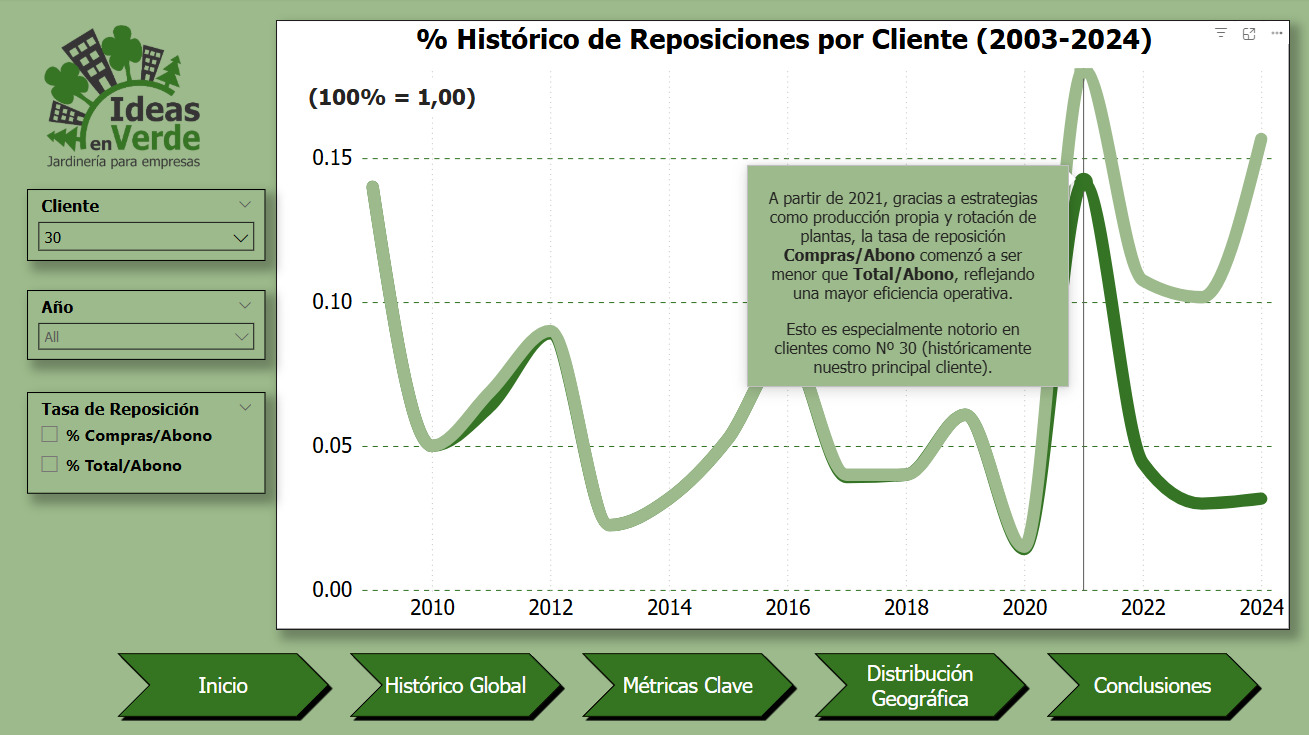 Ideas
en Verde
Jardinería para empresas
% Histórico de Reposiciones por Cliente (2003-2024)
(100% = 1,00)
Cliente
30
Año
All
Tasa de Reposición
% Compras/Abono
% Total/Abono
0.15
0.10
0.05
0.00
A partir de 2021, gracias a estrategias
como producción propia y rotación de
plantas, la tasa de reposición
Compras/Abono comenzó a ser
menor que Total/Abono, reflejando
una mayor eficiencia operativa.
Esto es especialmente notorio en
clientes como Nº 30 (históricamente
nuestro principal cliente).
2010 2012 2014 2016 2018 2020 2022 2024
Inicio
Histórico Global
Métricas Clave
Distribución
Geográfica
Conclusiones